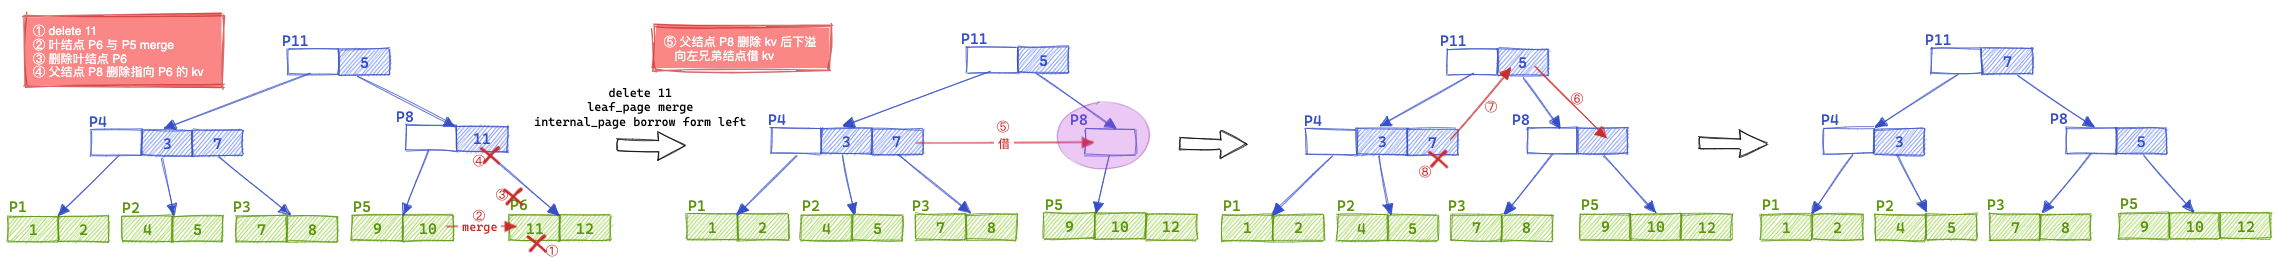 ① delete 11
② 叶结点 P6 与 P5 merge
③ 删除叶结点 P6
④ 父结点 P8 删除指向 P6 的 kv
P11
5
P4
3 7
P8
11
④
③
P1
1 2
P2
4 5
P3
7 8
P5
9 10
②
merge
P6
11 12
①
delete 11
leaf_page merge
internal_page borrow form left
⑤ 父结点 P8 删除 kv 后下溢
向左兄弟结点借 kv
P11
5
P4
3 7
⑤
借
P8
P1
1 2
P2
4 5
P3
7 8
P5
9 10 12
P11
5
⑦
⑥
P4
3 7
⑧
P8
P1
1 2
P2
4 5
P3
7 8
P5
9 10 12
P11
7
P4
3
P8
5
P1
1 2
P2
4 5
P3
7 8
P5
9 10 12